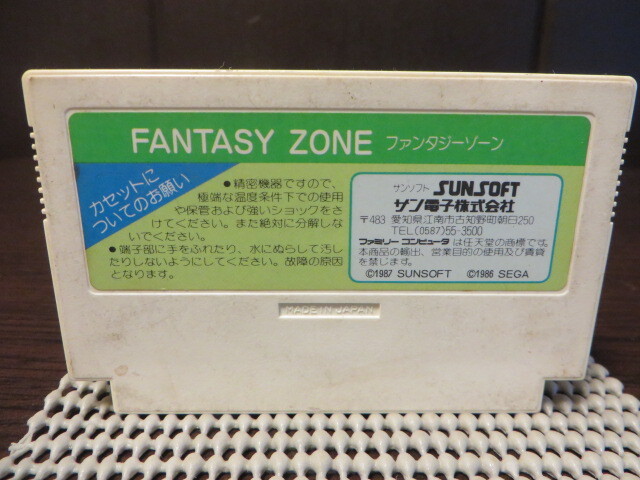 FANTASY ZONE ファンタジーゾーン
カセットに
ついてのお願い
●精密機器ですので、
極端な温度条件下での使用
や保管および強いショックをさ
けてください。また絶対に分解しな
いでください。
●端子部に手をふれたり、水にぬらして汚し
たりしないようにしてください。故障の原因
となります。
サンソフト SUNSOFT
サン電子株式会社
〒483 愛知県江南市古知野町朝日250
TEL(0587)55-3500
ファミリー コンピュータ は任天堂の商標です。
本商品の輸出、営業目的の使用及び賃貸
を禁じます。
©1987 SUNSOFT ©1986 SEGA
MADE IN JAPAN